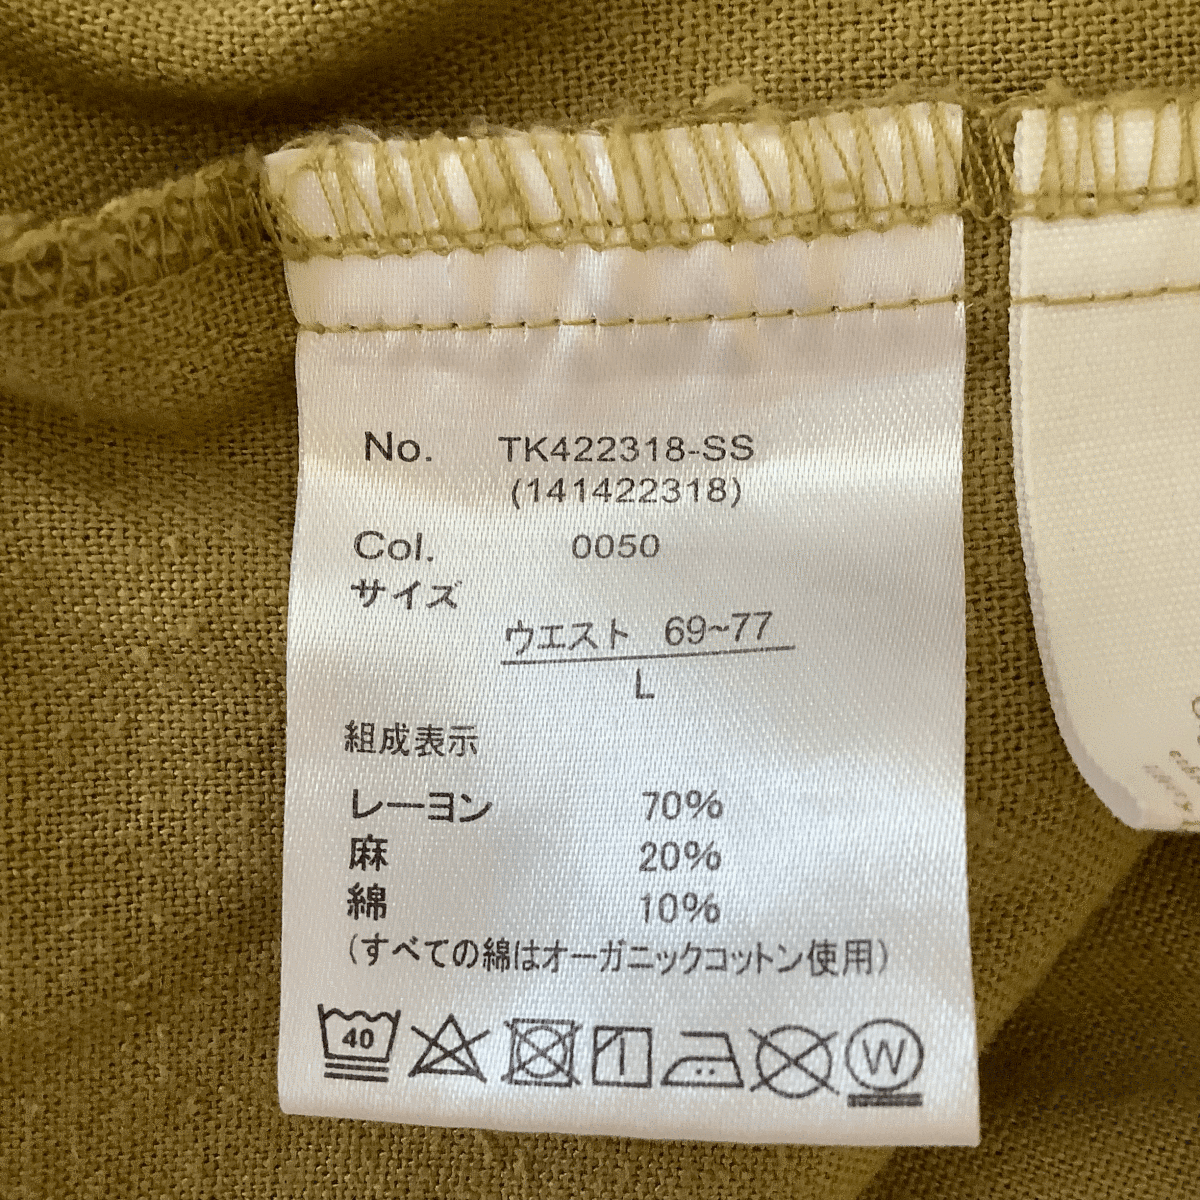 No. TK422318-SS
(141422318)
Col. 0050
サイズ
ウエスト 69~77
L
組成表示
レーヨン 70%
麻 20%
綿 10%
(すべての綿はオーガニックコットン使用)
40 W